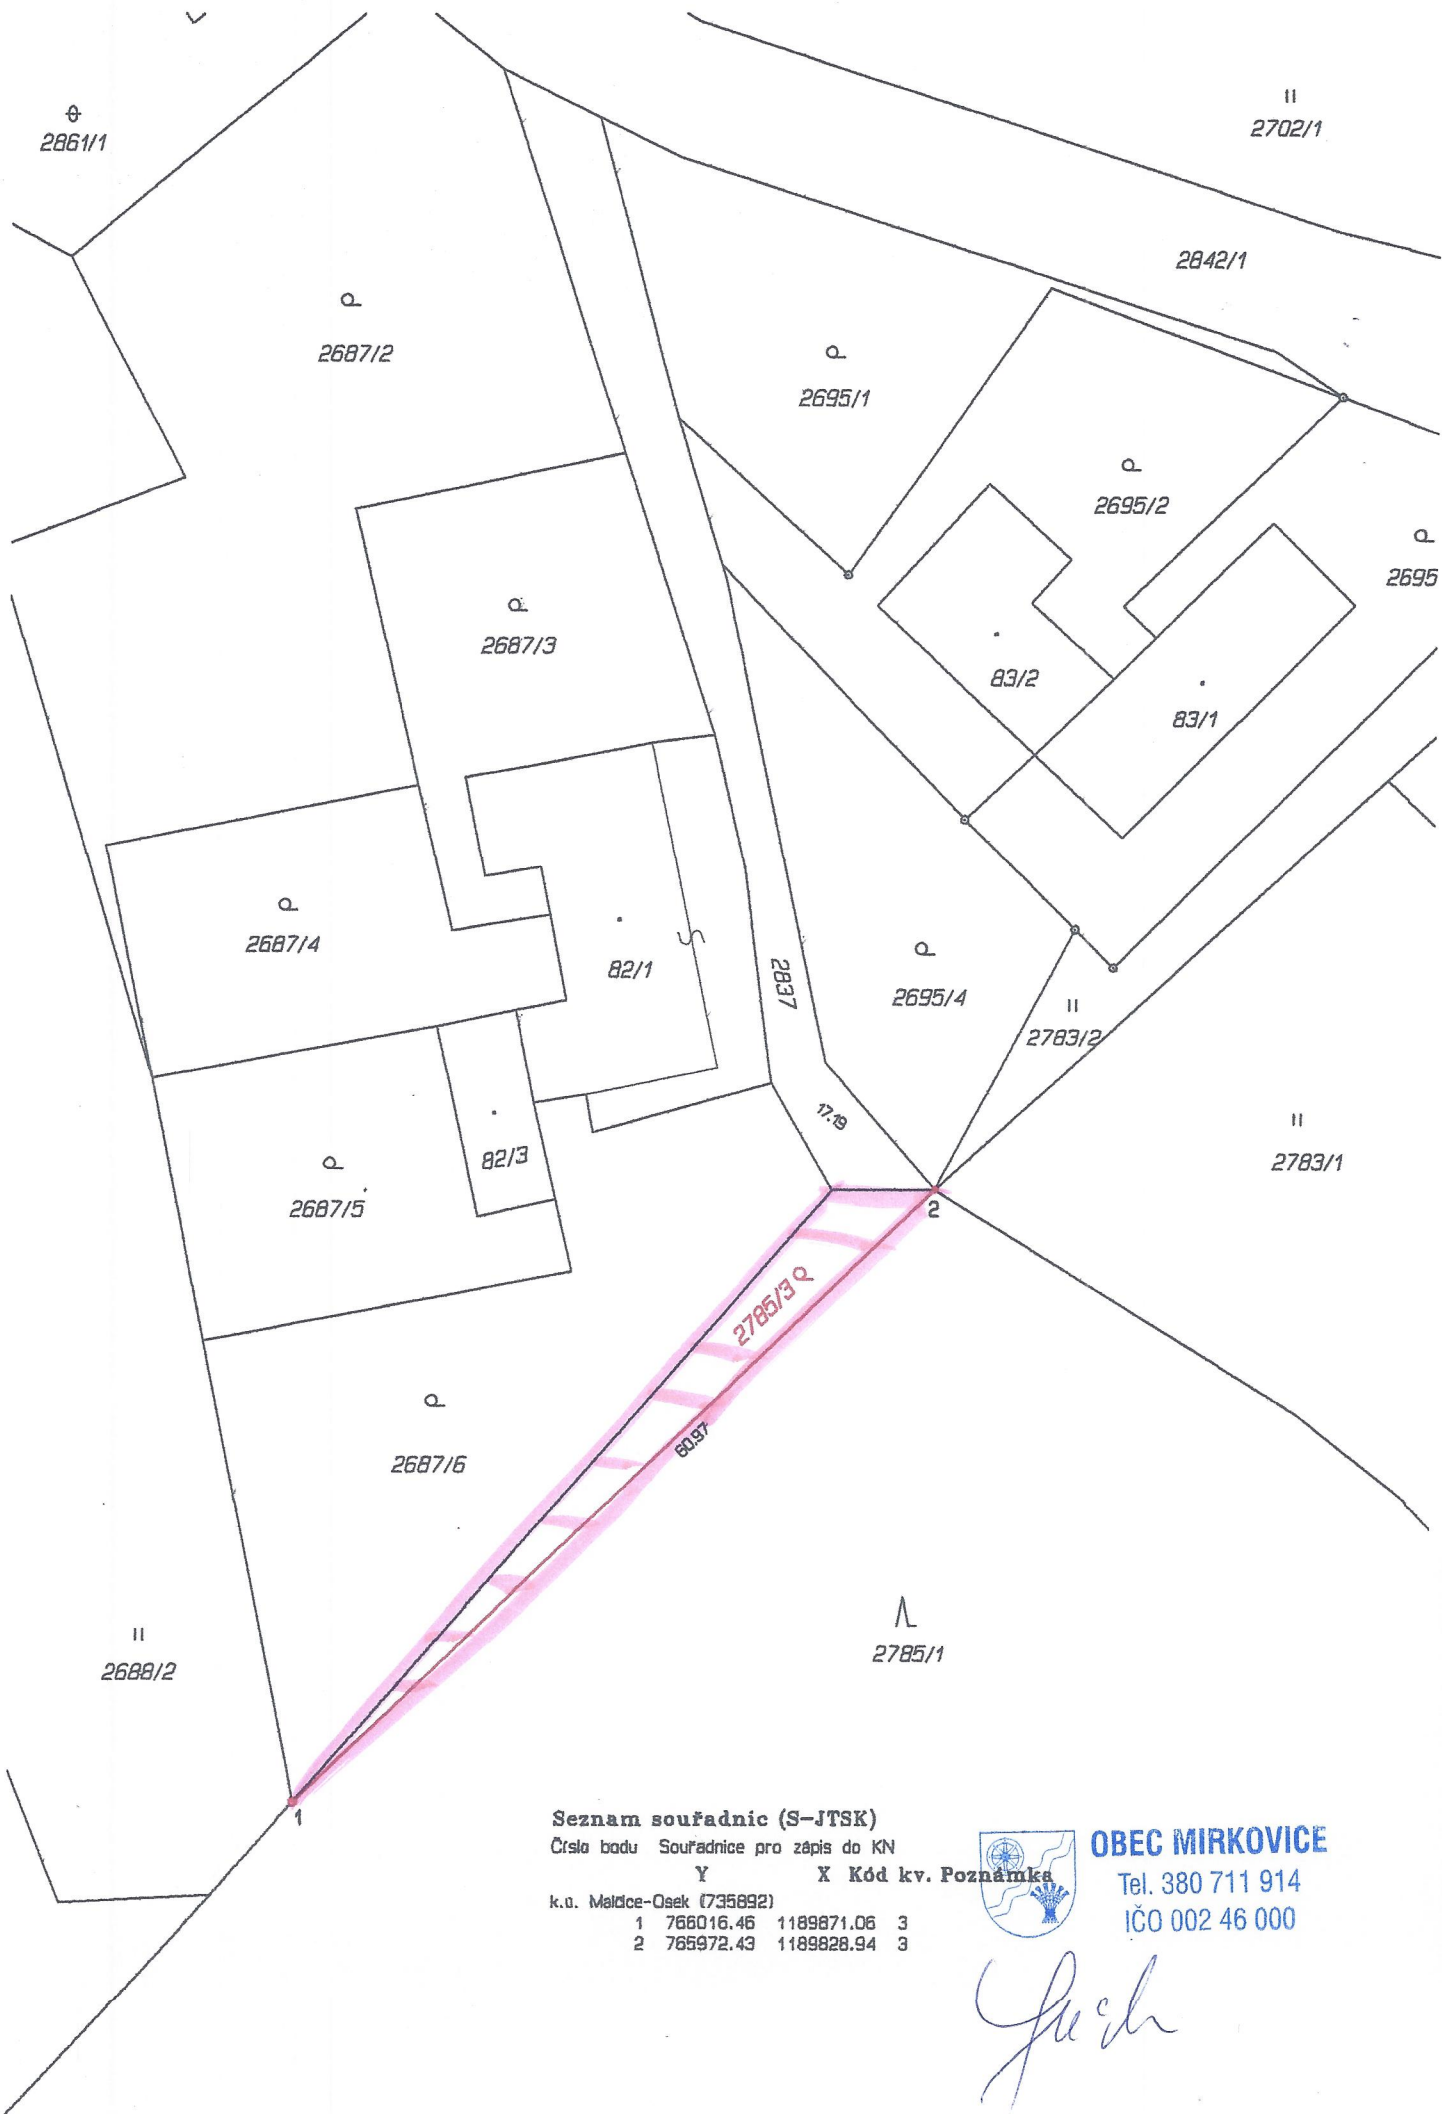 2861/1
2702/1
2842/1
2687/2
2695/1
2695/2
2695
2687/3
83/2
83/1
2687/4
82/1
2837
2695/4
2783/2
17.19
82/3
2783/1
2687/5
2
2785/3
60.97
2687/6
2688/2
2785/1
1
Seznam souřadnic (S-JTSK)
Číslo bodu Souřadnice pro zápis do KN
Y X Kód kv. Poznámka
k.ú. Malčice-Osek (735892)
1 766016.46 1189871.06 3
2 765972.43 1189828.94 3
OBEC MIRKOVICE
Tel. 380 711 914
IČO 002 46 000